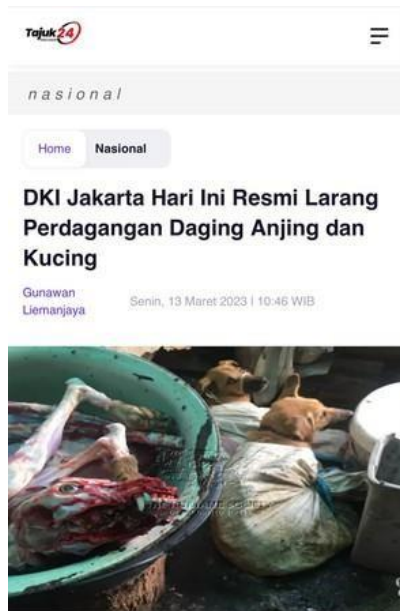 Tajuk24
nasional
Home Nasional
DKI Jakarta Hari Ini Resmi Larang
Perdagangan Daging Anjing dan
Kucing
Gunawan
Liemanjaya
Senin, 13 Maret 2023 | 10:46 WIB